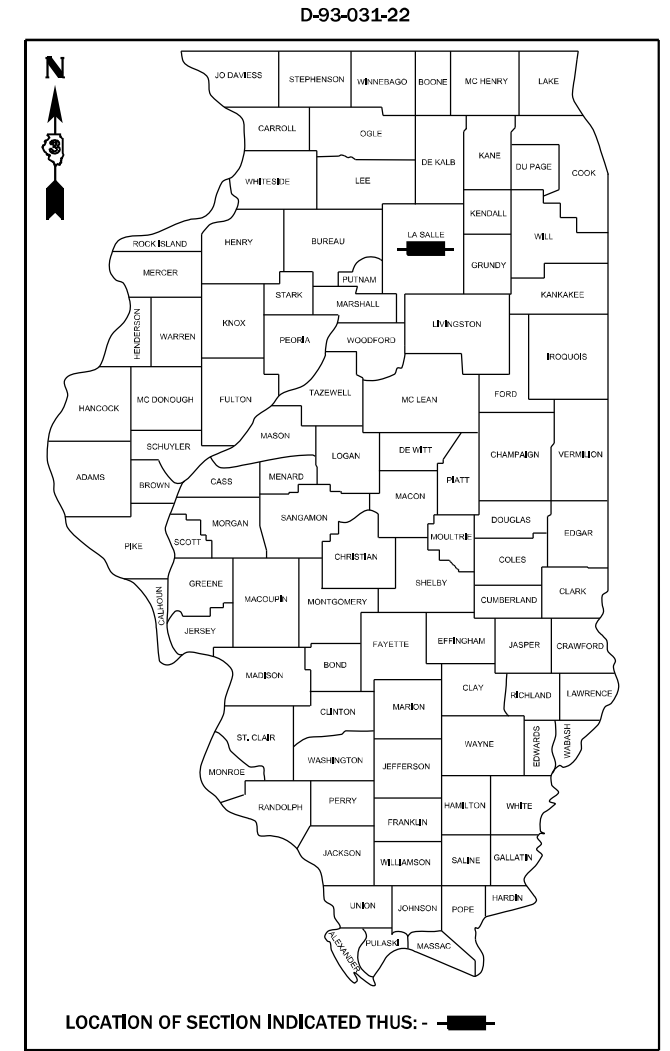 D-93-031-22
N
3
JO DAVIESS
STEPHENSON
WINNEBAGO
BOONE
MC HENRY
LAKE
CARROLL
OGLE
DE KALB
KANE
DU PAGE
COOK
WHITESIDE
LEE
KENDALL
WILL
LA SALLE
ROCK ISLAND
HENRY
BUREAU
GRUNDY
PUTNAM
MERCER
STARK
MARSHALL
KANKAKEE
HENDERSON
WARREN
KNOX
PEORIA
WOODFORD
LIVINGSTON
IROQUOIS
HANCOCK
MC DONOUGH
FULTON
TAZEWELL
MC LEAN
FORD
MASON
SCHUYLER
LOGAN
DE WITT
CHAMPAIGN
VERMILION
ADAMS
BROWN
CASS
MENARD
PIATT
MACON
PIKE
SCOTT
MORGAN
SANGAMON
DOUGLAS
MOULTRIE
EDGAR
CHRISTIAN
COLES
GREENE
CALHOUN
MACOUPIN
MONTGOMERY
SHELBY
CUMBERLAND
CLARK
JERSEY
FAYETTE
EFFINGHAM
JASPER
CRAWFORD
MADISON
BOND
CLAY
RICHLAND
LAWRENCE
CLINTON
MARION
ST. CLAIR
WAYNE
EDWARDS
WABASH
WASHINGTON
JEFFERSON
MONROE
RANDOLPH
PERRY
HAMILTON
WHITE
FRANKLIN
JACKSON
WILLIAMSON
SALINE
GALLATIN
UNION
JOHNSON
POPE
HARDIN
ALEXANDER
PULASKI
MASSAC
LOCATION OF SECTION INDICATED THUS: -